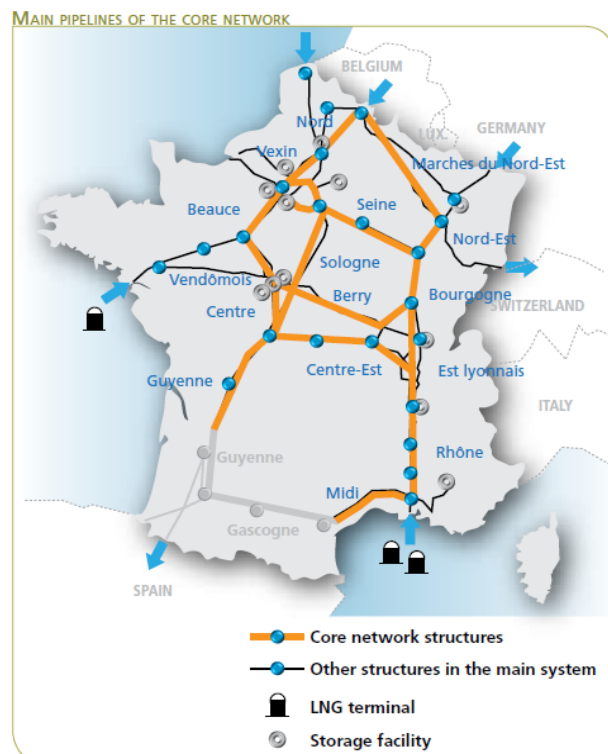 MAIN PIPELINES OF THE CORE NETWORK
BELGIUM
Nord
LUX.
GERMANY
Vexin
Marches du Nord-Est
Beauce
Seine
Nord-Est
Sologne
Vendômois
Berry
Bourgogne
SWITZERLAND
Centre
Guyenne
Centre-Est
Est lyonnais
ITALY
Guyenne
Rhône
Midi
Gascogne
SPAIN
Core network structures
Other structures in the main system
LNG terminal
Storage facility